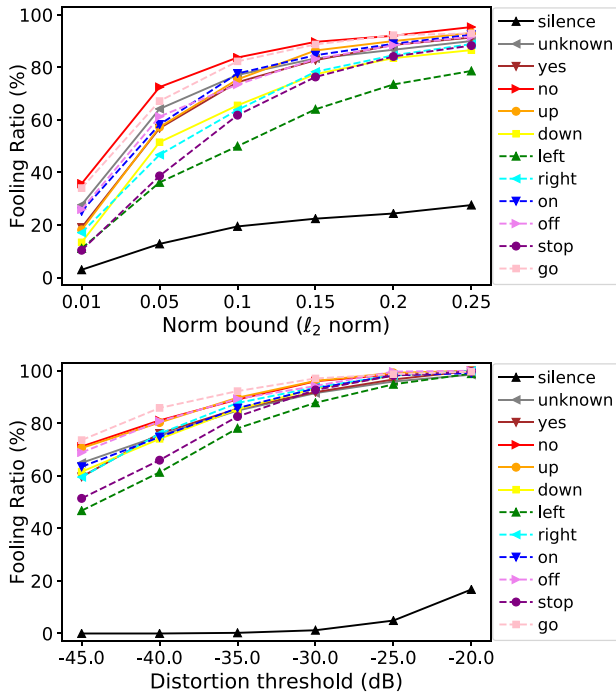 100
80
60
40
20
0
Fooling Ratio (%)
0.01 0.05 0.1 0.15 0.2 0.25
Norm bound (ℓ2 norm)
silence
unknown
yes
no
up
down
left
right
on
off
stop
go
100
80
60
40
20
0
Fooling Ratio (%)
-45.0 -40.0 -35.0 -30.0 -25.0 -20.0
Distortion threshold (dB)
silence
unknown
yes
no
up
down
left
right
on
off
stop
go